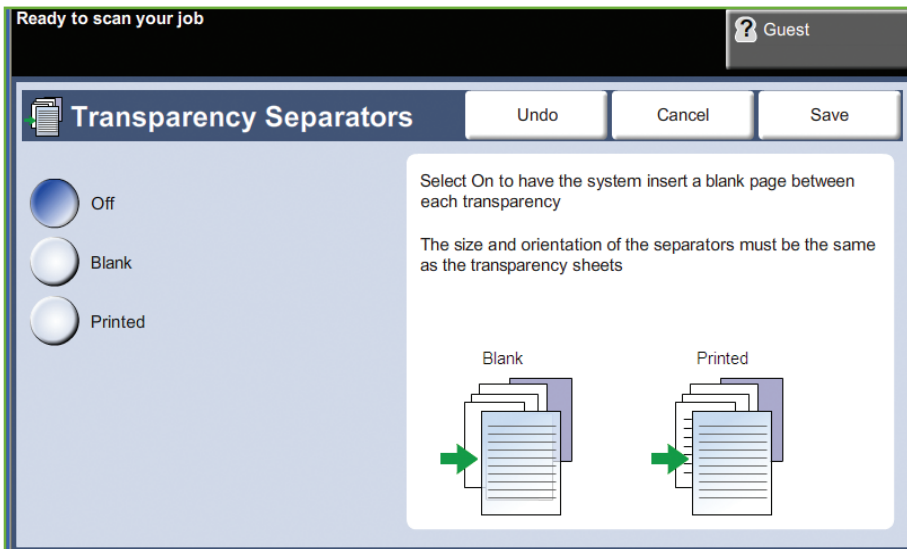 Ready to scan your job
? Guest
Transparency Separators
Undo
Cancel
Save
Off
Blank
Printed
Select On to have the system insert a blank page between
each transparency
The size and orientation of the separators must be the same
as the transparency sheets
Blank
Printed